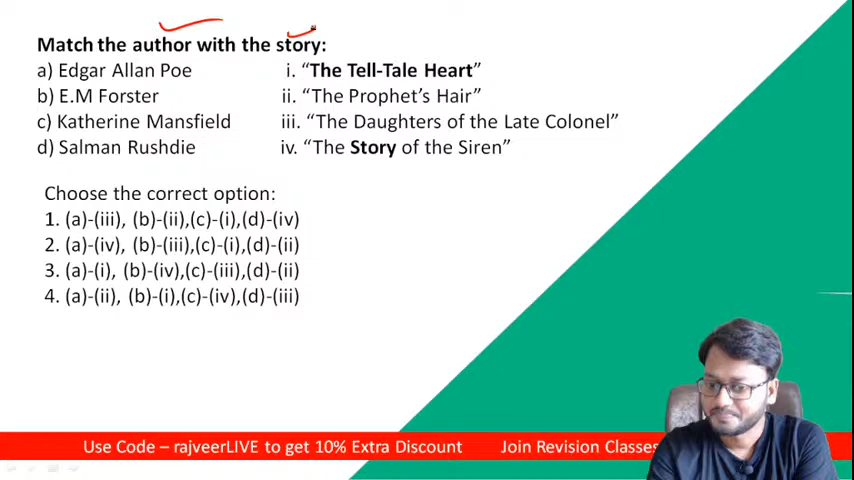 Match the author with the story:
a) Edgar Allan Poe i. “The Tell-Tale Heart”
b) E.M Forster ii. “The Prophet’s Hair”
c) Katherine Mansfield iii. “The Daughters of the Late Colonel”
d) Salman Rushdie iv. “The Story of the Siren”
Choose the correct option:
1. (a)-(iii), (b)-(ii),(c)-(i),(d)-(iv)
2. (a)-(iv), (b)-(iii),(c)-(i),(d)-(ii)
3. (a)-(i), (b)-(iv),(c)-(iii),(d)-(ii)
4. (a)-(ii), (b)-(i),(c)-(iv),(d)-(iii)
Use Code – rajveerLIVE to get 10% Extra Discount Join Revision Classes